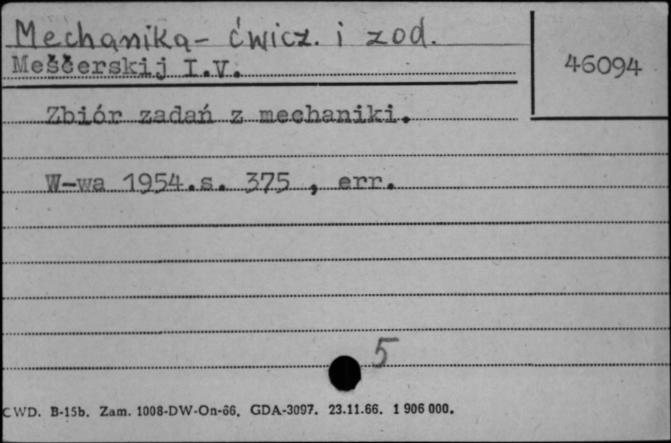 Mechanika - ćwicz. i zad.
46094
Meščerskij I.V.
Zbiór zadań z mechaniki.
W-wa 1954.s. 375 , err.
5
CWD. B-15b. Zam. 1008-DW-On-66. GDA-3097. 23.11.66. 1 906 000.